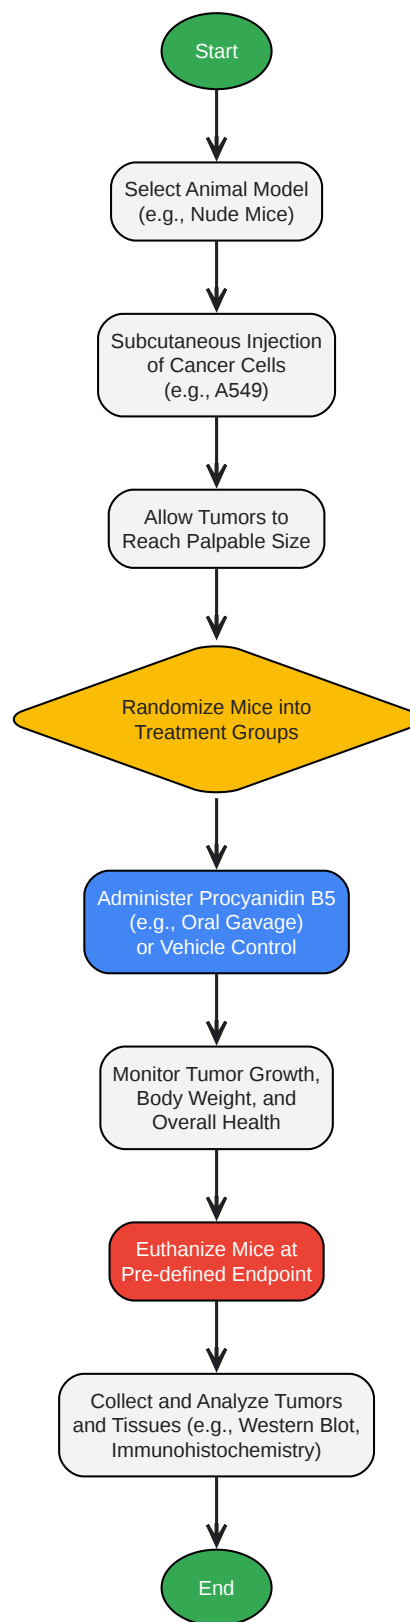 Start
Select Animal Model
(e.g., Nude Mice)
Subcutaneous Injection
of Cancer Cells
(e.g., A549)
Allow Tumors to
Reach Palpable Size
Randomize Mice into
Treatment Groups
Administer Procyanidin B5
(e.g., Oral Gavage)
or Vehicle Control
Monitor Tumor Growth,
Body Weight, and
Overall Health
Euthanize Mice at
Pre-defined Endpoint
Collect and Analyze Tumors
and Tissues (e.g., Western Blot,
Immunohistochemistry)
End